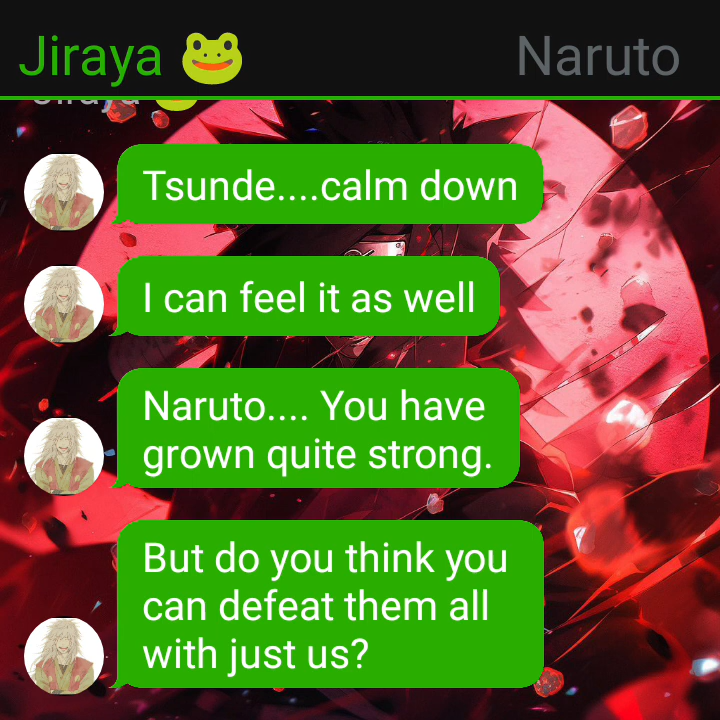 Jiraya 🐸
Naruto
Tsunde....calm down
I can feel it as well
Naruto.... You have
grown quite strong.
But do you think you
can defeat them all
with just us?